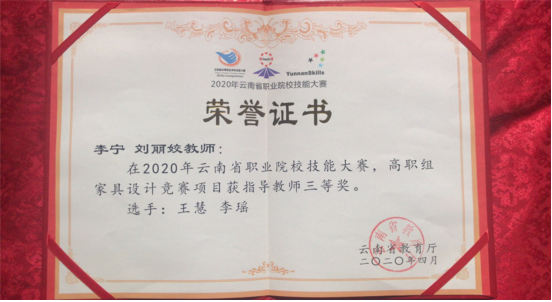 YunnanSkills
2020年云南省职业院校技能大赛
荣誉证书
李宁 刘丽姣教师：
在2020年云南省职业院校技能大赛，高职组
家具设计竞赛项目获指导教师三等奖。
选手：王慧 李瑶
云南省教育厅
二〇二〇年四月